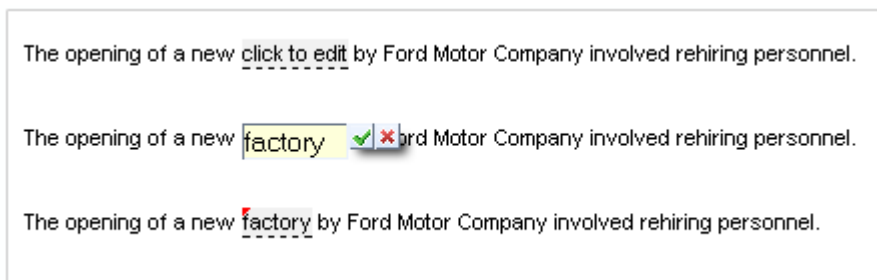 The opening of a new click to edit by Ford Motor Company involved rehiring personnel.
The opening of a new factory ord Motor Company involved rehiring personnel.
The opening of a new factory by Ford Motor Company involved rehiring personnel.